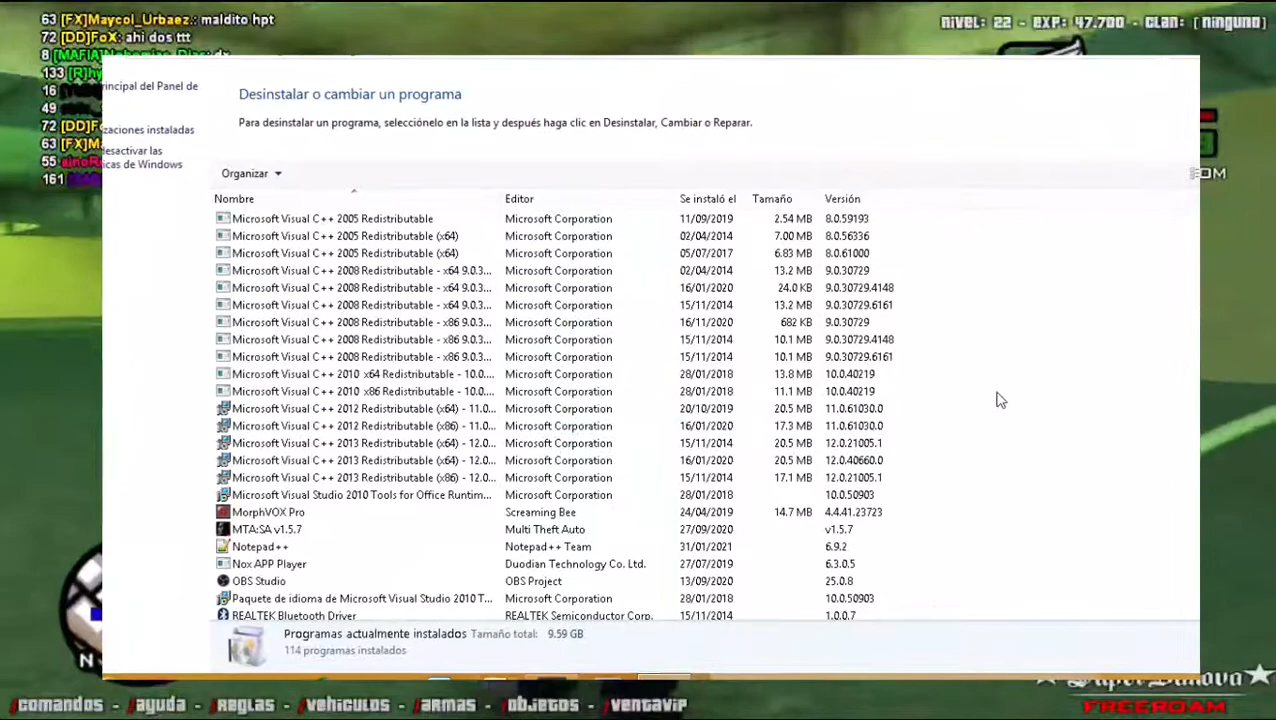 63 [FX]Maycol_Urbaez.: maldito hpt
72 [DD]FoX: ahi dos ttt
8 [MAFIA]Nehemias_Dias: dx
133 [R]hy
16
49
72 [DD]Fo
63 [FX]Ma
55 ainoR
161
nivel: 22 - EXP: 47.700 - Clan: [ ninguno]
rincipal del Panel de
zaciones instaladas
desactivar las
icas de Windows
Desinstalar o cambiar un programa
Para desinstalar un programa, selecciónelo en la lista y después haga clic en Desinstalar, Cambiar o Reparar.
Organizar
Nombre Editor Se instaló el Tamaño Versión
Microsoft Visual C++ 2005 Redistributable Microsoft Corporation 11/09/2019 2.54 MB 8.0.59193
Microsoft Visual C++ 2005 Redistributable (x64) Microsoft Corporation 02/04/2014 7.00 MB 8.0.56336
Microsoft Visual C++ 2005 Redistributable (x64) Microsoft Corporation 05/07/2017 6.83 MB 8.0.61000
Microsoft Visual C++ 2008 Redistributable - x64 9.0.3... Microsoft Corporation 02/04/2014 13.2 MB 9.0.30729
Microsoft Visual C++ 2008 Redistributable - x64 9.0.3... Microsoft Corporation 16/01/2020 24.0 KB 9.0.30729.4148
Microsoft Visual C++ 2008 Redistributable - x64 9.0.3... Microsoft Corporation 15/11/2014 13.2 MB 9.0.30729.6161
Microsoft Visual C++ 2008 Redistributable - x86 9.0.3... Microsoft Corporation 16/11/2020 682 KB 9.0.30729
Microsoft Visual C++ 2008 Redistributable - x86 9.0.3... Microsoft Corporation 15/11/2014 10.1 MB 9.0.30729.4148
Microsoft Visual C++ 2008 Redistributable - x86 9.0.3... Microsoft Corporation 15/11/2014 10.1 MB 9.0.30729.6161
Microsoft Visual C++ 2010 x64 Redistributable - 10.0.... Microsoft Corporation 28/01/2018 13.8 MB 10.0.40219
Microsoft Visual C++ 2010 x86 Redistributable - 10.0.... Microsoft Corporation 28/01/2018 11.1 MB 10.0.40219
Microsoft Visual C++ 2012 Redistributable (x64) - 11.0... Microsoft Corporation 20/10/2019 20.5 MB 11.0.61030.0
Microsoft Visual C++ 2012 Redistributable (x86) - 11.0... Microsoft Corporation 16/01/2020 17.3 MB 11.0.61030.0
Microsoft Visual C++ 2013 Redistributable (x64) - 12.0... Microsoft Corporation 15/11/2014 20.5 MB 12.0.21005.1
Microsoft Visual C++ 2013 Redistributable (x64) - 12.0... Microsoft Corporation 16/01/2020 20.5 MB 12.0.40660.0
Microsoft Visual C++ 2013 Redistributable (x86) - 12.0... Microsoft Corporation 15/11/2014 17.1 MB 12.0.21005.1
Microsoft Visual Studio 2010 Tools for Office Runtim... Microsoft Corporation 28/01/2018 10.0.50903
MorphVOX Pro Screaming Bee 24/04/2019 14.7 MB 4.4.41.23723
MTA:SA v1.5.7 Multi Theft Auto 27/09/2020 v1.5.7
Notepad++ Notepad++ Team 31/01/2021 6.9.2
Nox APP Player Duodian Technology Co. Ltd. 27/07/2019 6.3.0.5
OBS Studio OBS Project 13/09/2020 25.0.8
Paquete de idioma de Microsoft Visual Studio 2010 T... Microsoft Corporation 28/01/2018 10.0.50903
REALTEK Bluetooth Driver REALTEK Semiconductor Corp. 15/11/2014 1.0.0.7
Programas actualmente instalados Tamaño total: 9.59 GB
114 programas instalados
N
/comandos - /ayuda - /reglas - /vehiculos - /armas - /objetos - /ventavip
FREEROAM